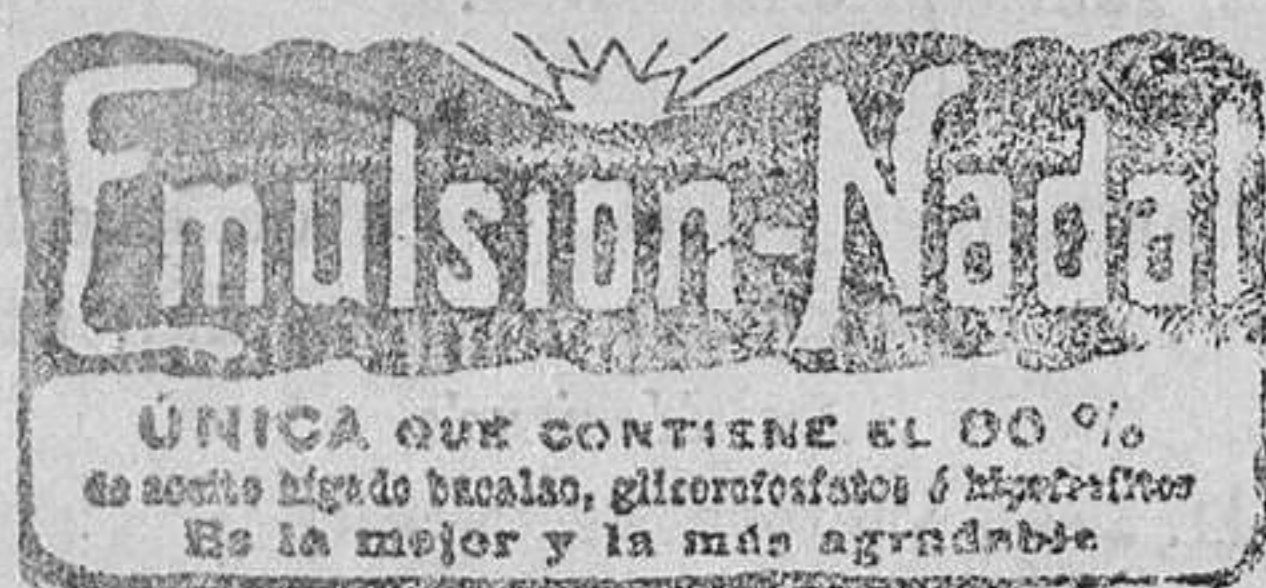 Emulsion-Nadal
ÚNICA QUE CONTIENE EL 80 %
de aceite hígado bacalao, glicerofosfatos ó hipofosfitos
Es la mejor y la más agradable